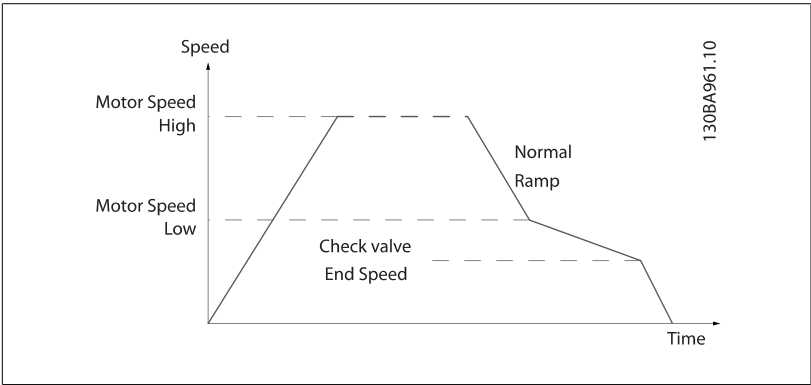 Speed
130BA961.10
Motor Speed
High
Normal
Ramp
Motor Speed
Low
Check valve
End Speed
Time